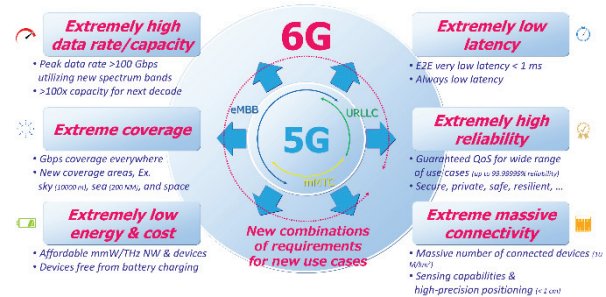 Extremely high
data rate/capacity
• Peak data rate >100 Gbps
utilizing new spectrum bands
• >100x capacity for next decade
Extreme coverage
• Gbps coverage everywhere
• New coverage areas, Ex.
sky (10000 m), sea (200 NM), and space
Extremely low
energy & cost
• Affordable mmW/THz NW & devices
• Devices free from battery charging
6G
eMBB
URLLC
5G
mMTC
New combinations
of requirements
for new use cases
Extremely low
latency
• E2E very low latency < 1 ms
• Always low latency
Extremely high
reliability
• Guaranteed QoS for wide range
of use cases (up to 99.99999% reliability)
• Secure, private, safe, resilient, ...
Extreme massive
connectivity
• Massive number of connected devices (10
M/km²)
• Sensing capabilities &
high-precision positioning (< 1 cm)